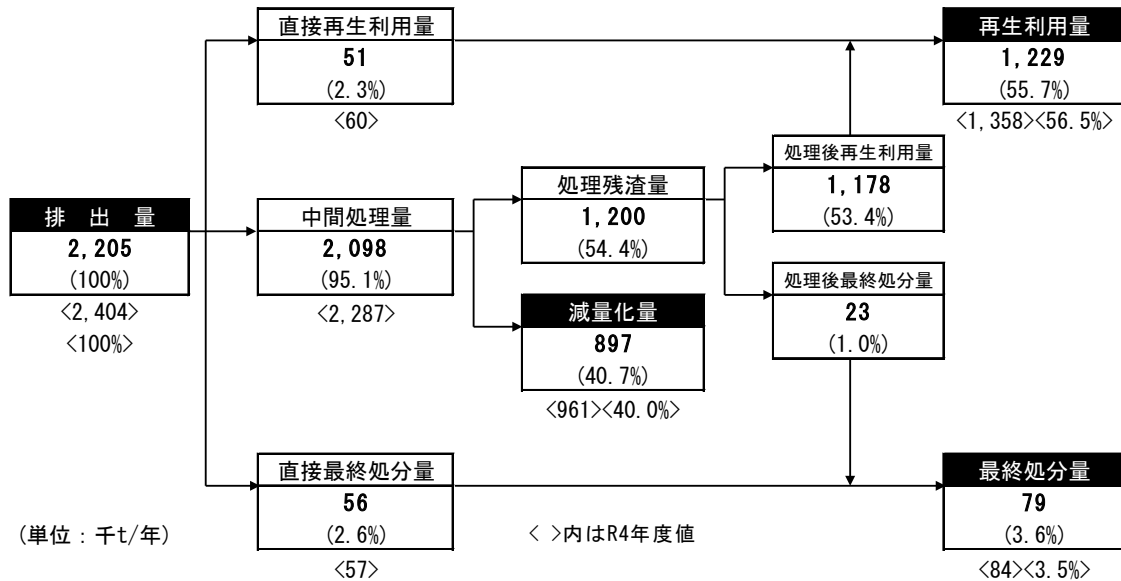 直接再生利用量
51
(2.3%)
<60>
再生利用量
1,229
(55.7%)
<1,358><56.5%>
排 出 量
2,205
(100%)
<2,404>
<100%>
中間処理量
2,098
(95.1%)
<2,287>
処理残渣量
1,200
(54.4%)
減量化量
897
(40.7%)
<961><40.0%>
処理後再生利用量
1,178
(53.4%)
処理後最終処分量
23
(1.0%)
直接最終処分量
56
(2.6%)
<57>
最終処分量
79
(3.6%)
<84><3.5%>
(単位：千t/年)
< >内はR4年度値